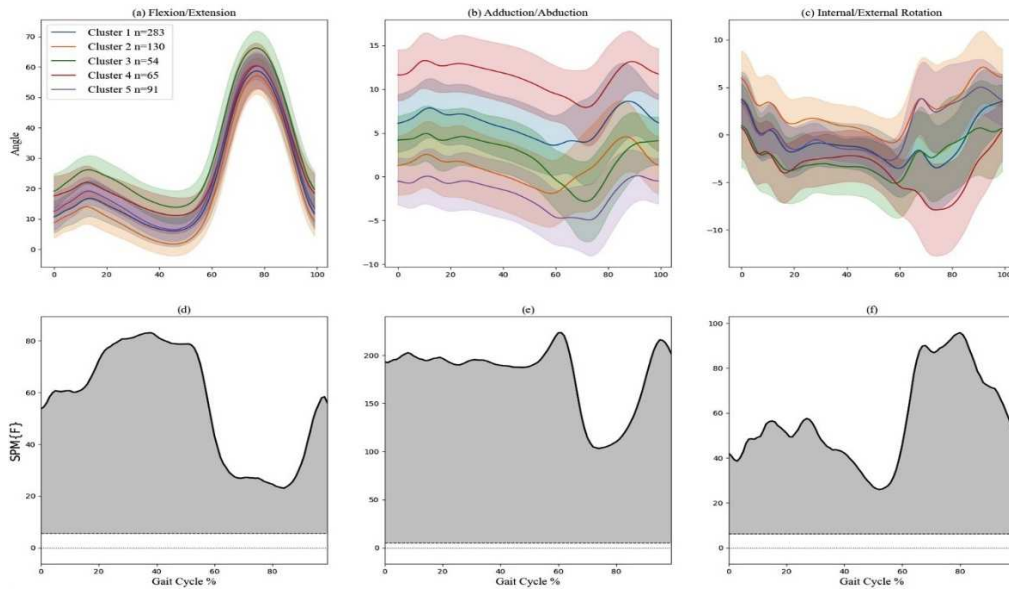 (a) Flexion/Extension
(b) Adduction/Abduction
(c) Internal/External Rotation
Cluster 1 n=283
Cluster 2 n=130
Cluster 3 n=54
Cluster 4 n=65
Cluster 5 n=91
Angle
70
60
50
40
30
20
10
0
0 20 40 60 80 100
15
10
5
0
−5
−10
0 20 40 60 80 100
10
5
0
−5
−10
0 20 40 60 80 100
(d)
(e)
(f)
SPM{F}
80
60
40
20
0
0 20 40 60 80
Gait Cycle %
200
150
100
50
0
0 20 40 60 80
Gait Cycle %
100
80
60
40
20
0
0 20 40 60 80
Gait Cycle %